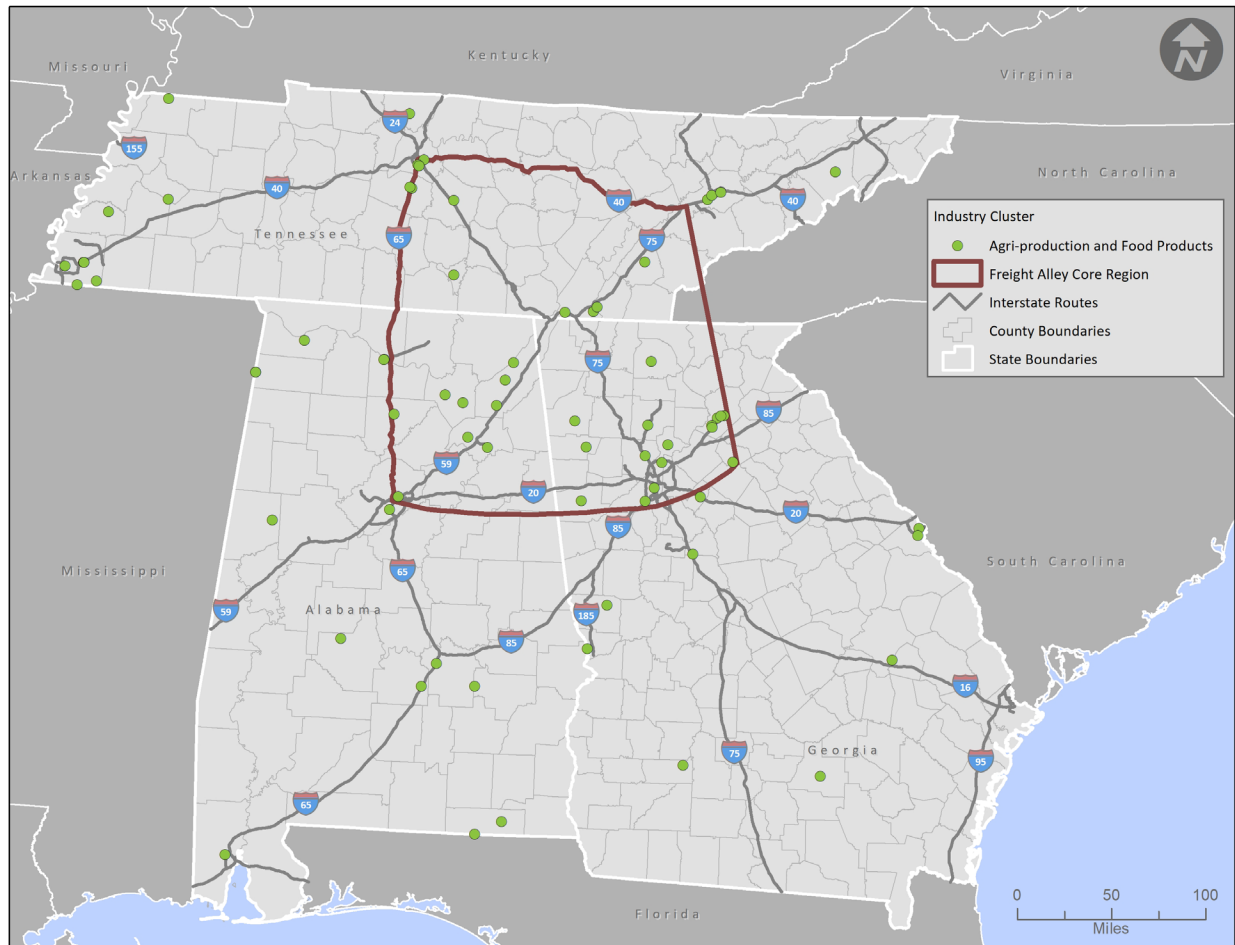 Kentucky
Missouri
Virginia
N
24
155
Arkansas
40
North Carolina
40
40
Tennessee
65
75
Industry Cluster
Agri-production and Food Products
Freight Alley Core Region
Interstate Routes
County Boundaries
State Boundaries
75
85
59
20
20
85
South Carolina
Mississippi
65
59
Alabama
185
85
16
75
Georgia
95
65
0 50 100
Miles
Florida